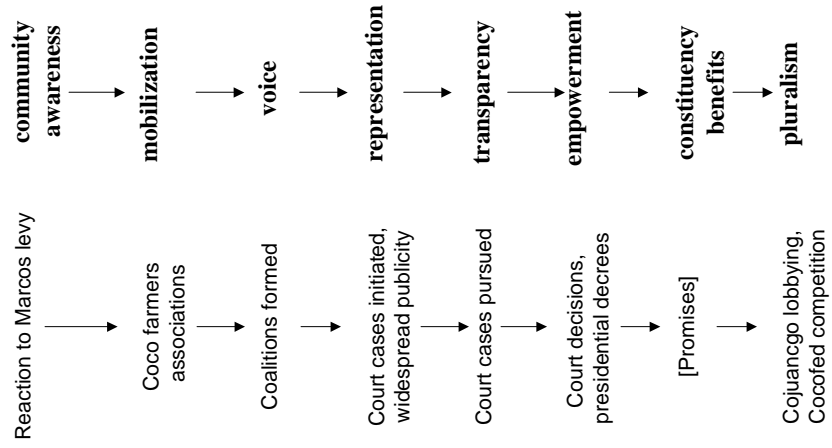 community
awareness
mobilization
voice
representation
transparency
empowerment
constituency
benefits
pluralism
Reaction to Marcos levy
Coco farmers
associations
Coalitions formed
Court cases initiated,
widespread publicity
Court cases pursued
Court decisions,
presidential decrees
[Promises]
Cojuancgo lobbying,
Cocofed competition